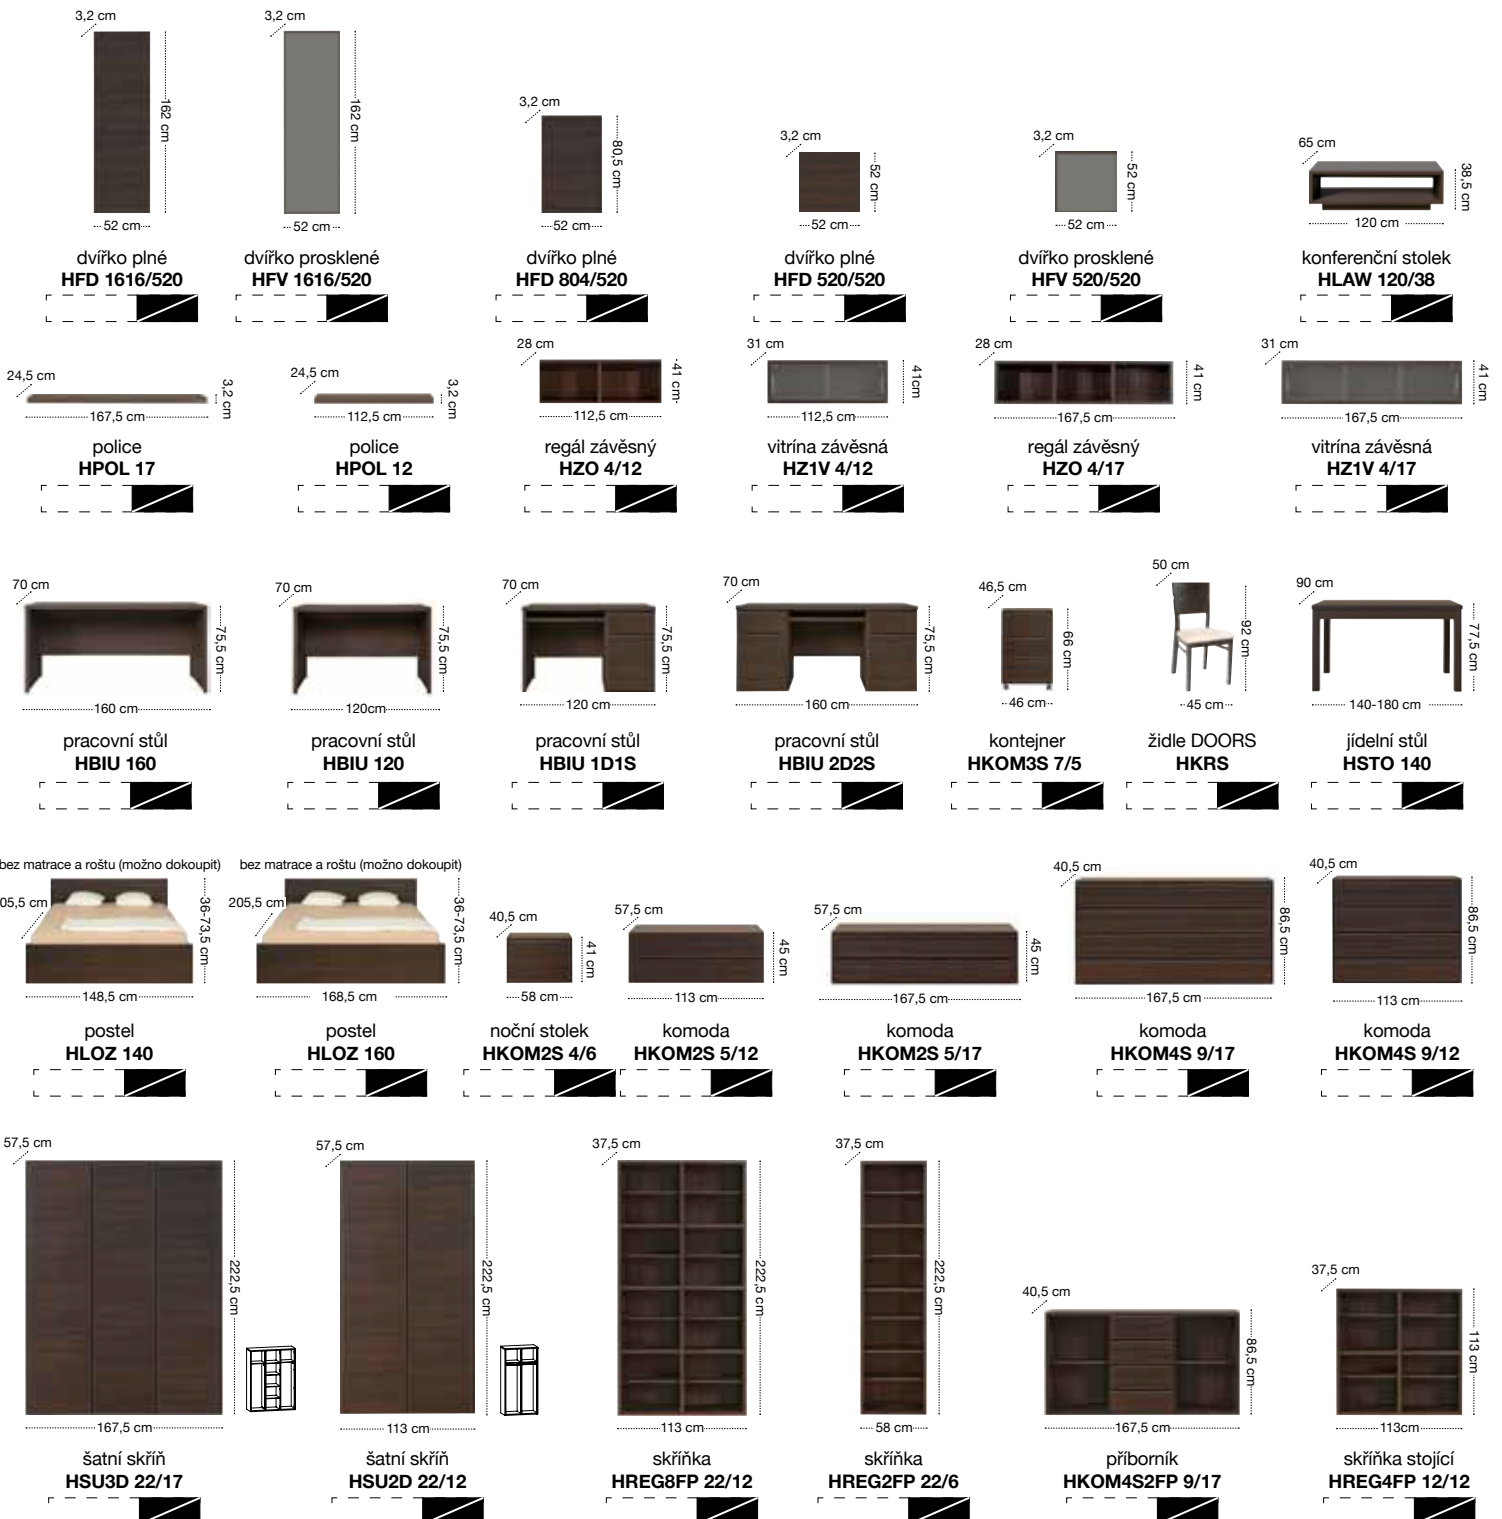 3,2 cm
162 cm
52 cm
dvířko plné
HFD 1616/520
3,2 cm
162 cm
52 cm
dvířko prosklené
HFV 1616/520
3,2 cm
80,5 cm
52 cm
dvířko plné
HFD 804/520
3,2 cm
52 cm
52 cm
dvířko plné
HFD 520/520
3,2 cm
52 cm
52 cm
dvířko prosklené
HFV 520/520
65 cm
38,5 cm
120 cm
konferenční stolek
HLAW 120/38
24,5 cm
3,2 cm
167,5 cm
police
HPOL 17
24,5 cm
3,2 cm
112,5 cm
police
HPOL 12
28 cm
41 cm
112,5 cm
regál závěsný
HZO 4/12
31 cm
41cm
112,5 cm
vitrína závěsná
HZ1V 4/12
28 cm
41 cm
167,5 cm
regál závěsný
HZO 4/17
31 cm
41 cm
167,5 cm
vitrína závěsná
HZ1V 4/17
70 cm
75,5 cm
160 cm
pracovní stůl
HBIU 160
70 cm
75,5 cm
120cm
pracovní stůl
HBIU 120
70 cm
75,5 cm
120 cm
pracovní stůl
HBIU 1D1S
70 cm
75,5 cm
160 cm
pracovní stůl
HBIU 2D2S
46,5 cm
66 cm
46 cm
kontejner
HKOM3S 7/5
50 cm
92 cm
45 cm
židle DOORS
HKRS
90 cm
77,5 cm
140-180 cm
jídelní stůl
HSTO 140
bez matrace a roštu (možno dokoupit)
05,5 cm
36-73,5 cm
148,5 cm
postel
HLOZ 140
bez matrace a roštu (možno dokoupit)
205,5 cm
36-73,5 cm
168,5 cm
postel
HLOZ 160
40,5 cm
41 cm
58 cm
noční stolek
HKOM2S 4/6
57,5 cm
45 cm
113 cm
komoda
HKOM2S 5/12
57,5 cm
45 cm
167,5 cm
komoda
HKOM2S 5/17
40,5 cm
86,5 cm
167,5 cm
komoda
HKOM4S 9/17
40,5 cm
86,5 cm
113 cm
komoda
HKOM4S 9/12
57,5 cm
222,5 cm
167,5 cm
šatní skříň
HSU3D 22/17
57,5 cm
222,5 cm
113 cm
šatní skříň
HSU2D 22/12
37,5 cm
222,5 cm
113 cm
skříňka
HREG8FP 22/12
37,5 cm
222,5 cm
58 cm
skříňka
HREG2FP 22/6
40,5 cm
86,5 cm
167,5 cm
příborník
HKOM4S2FP 9/17
37,5 cm
113 cm
113cm
skříňka stojící
HREG4FP 12/12